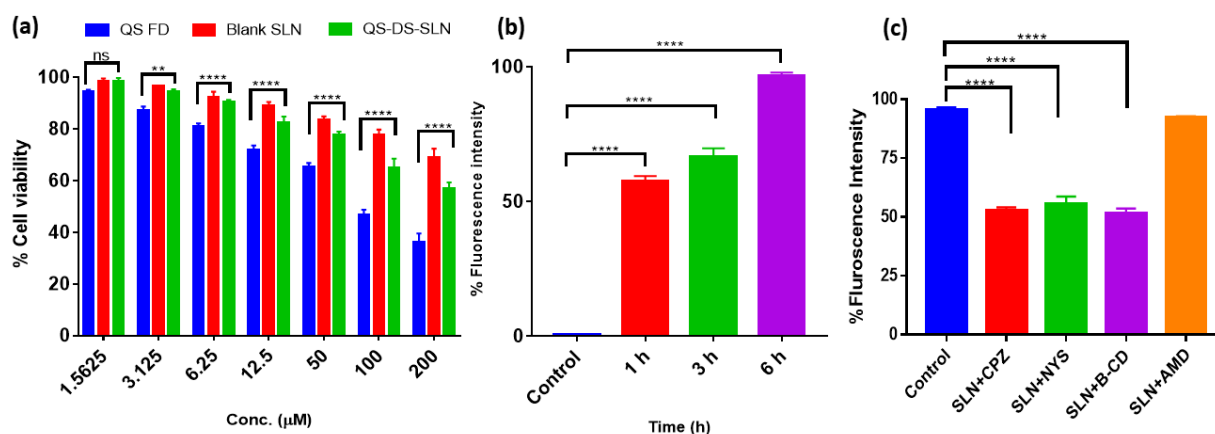 (a)
QS FD
Blank SLN
QS-DS-SLN
ns
**
****
****
****
****
****
% Cell viability
100
80
60
40
20
0
1.5625
3.125
6.25
12.5
50
100
200
Conc. (µM)
(b)
****
****
****
% Fluorescence intensity
100
50
0
Control
1 h
3 h
6 h
Time (h)
(c)
****
****
****
%Fluroscence Intensity
100
75
50
25
0
Control
SLN+CPZ
SLN+NYS
SLN+B-CD
SLN+AMD